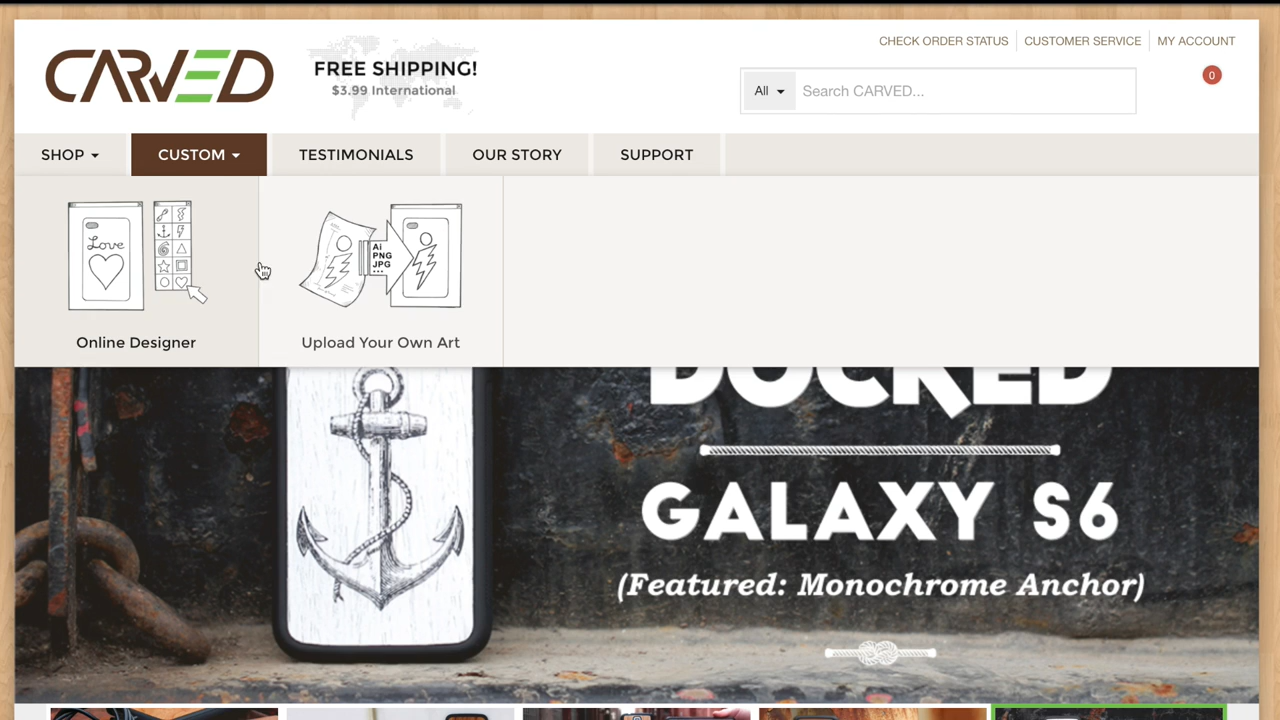 CARVED
FREE SHIPPING!
$3.99 International
CHECK ORDER STATUS
CUSTOMER SERVICE
MY ACCOUNT
All
Search CARVED...
0
SHOP
CUSTOM
TESTIMONIALS
OUR STORY
SUPPORT
Love
Ai
PNG
JPG
...
Online Designer
Upload Your Own Art
DOCKED
GALAXY S6
(Featured: Monochrome Anchor)